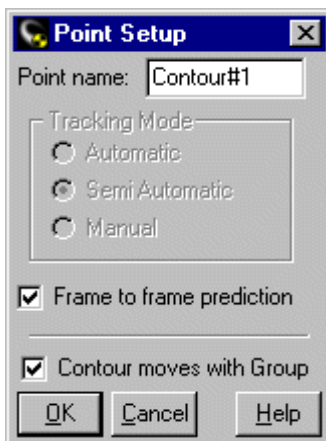 Point Setup
Point name: Contour#1
Tracking Mode
Automatic
Semi Automatic
Manual
Frame to frame prediction
Contour moves with Group
OK Cancel Help